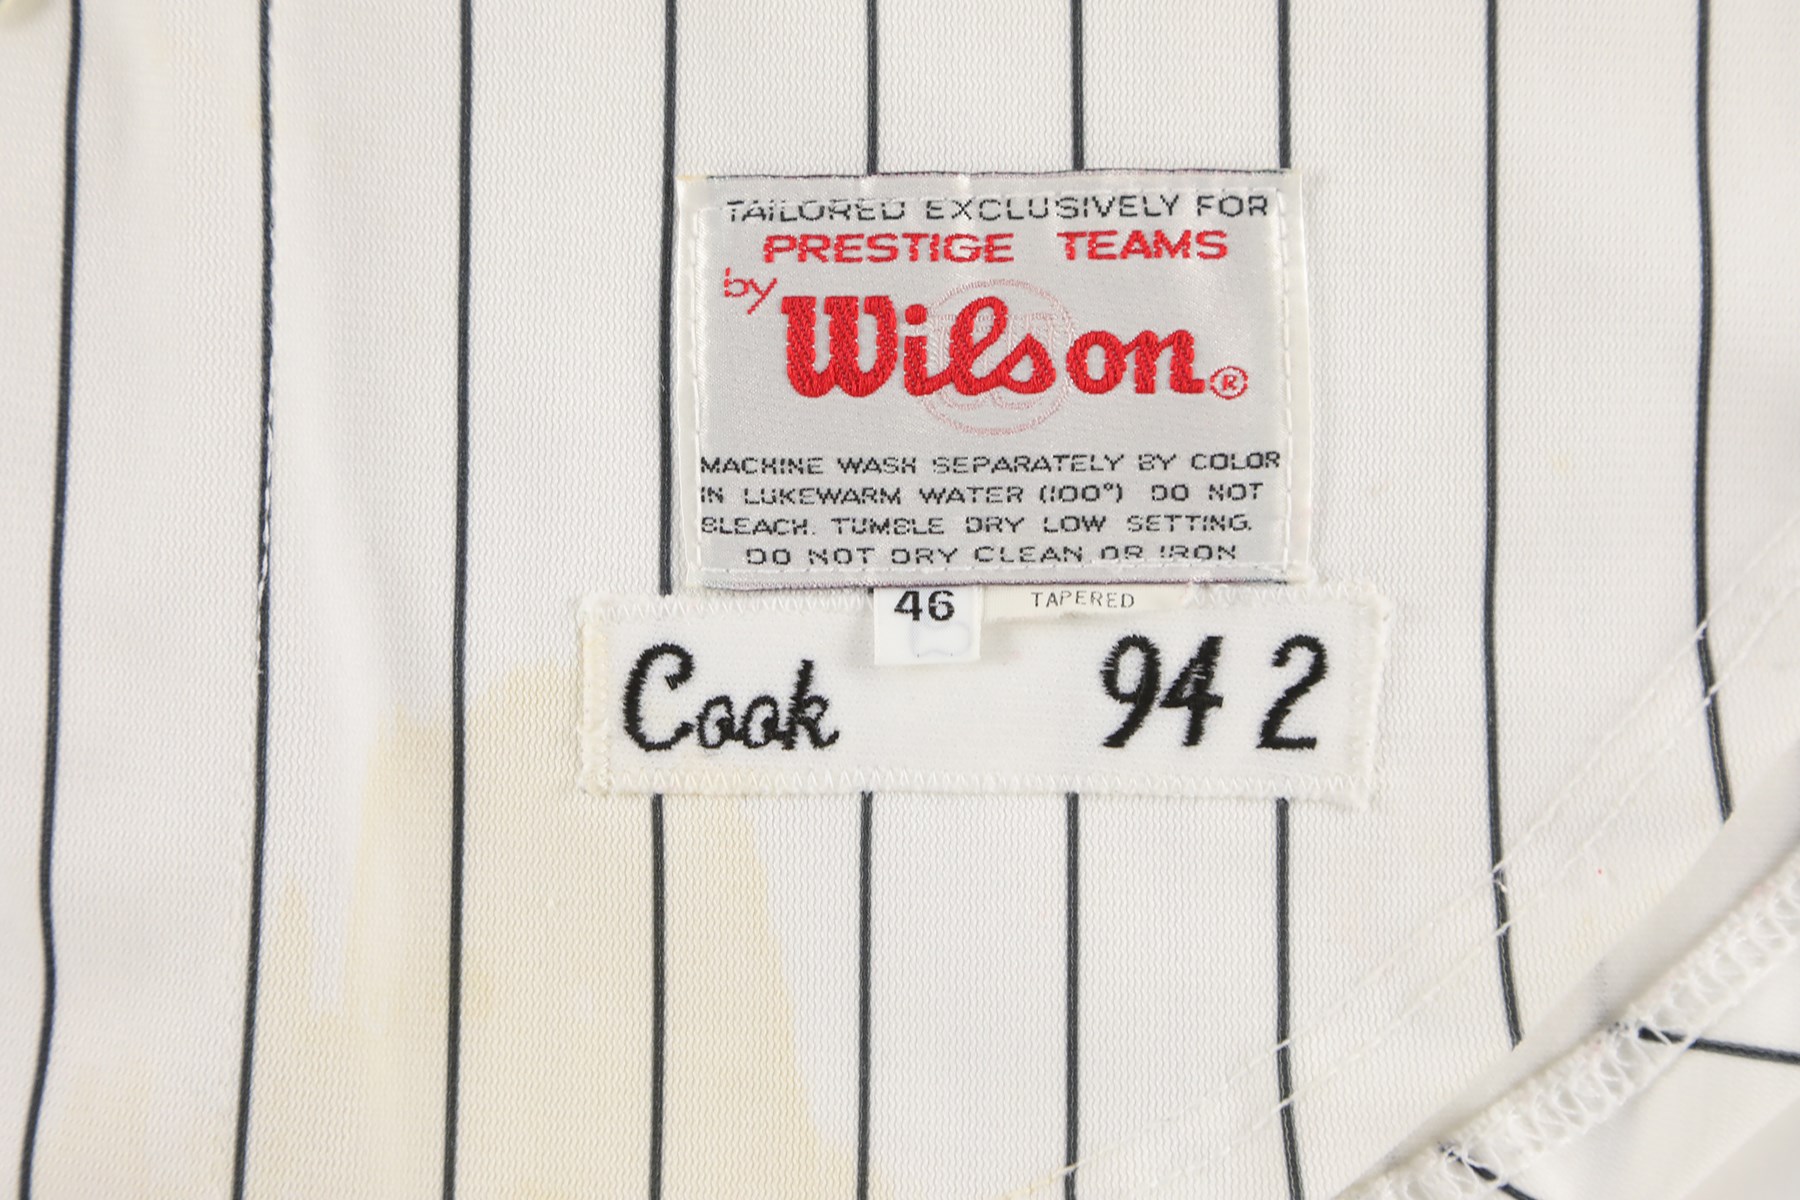 TAILORED EXCLUSIVELY FOR
PRESTIGE TEAMS
by
Wilson®
MACHINE WASH SEPARATELY BY COLOR
IN LUKEWARM WATER (100°) DO NOT
BLEACH. TUMBLE DRY LOW SETTING.
DO NOT DRY CLEAN OR IRON
46 TAPERED
Cook 94 2